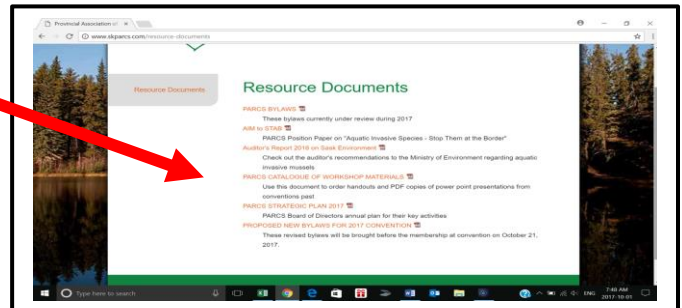 Provincial Association of
www.skparcs.com/resource-documents
Resource Documents
Resource Documents
PARCS BYLAWS
These bylaws currently under review during 2017
AIM to STAB
PARCS Position Paper on "Aquatic Invasive Species - Stop Them at the Border"
Auditor's Report 2016 on Sask Environment
Check out the auditor's recommendations to the Ministry of Environment regarding aquatic
invasive mussels
PARCS CATALOGUE OF WORKSHOP MATERIALS
Use this document to order handouts and PDF copies of power point presentations from
conventions past
PARCS STRATEGIC PLAN 2017
PARCS Board of Directors annual plan for their key activities
PROPOSED NEW BYLAWS FOR 2017 CONVENTION
These revised bylaws will be brought before the membership at convention on October 21,
2017.
Type here to search
ENG
7:48 AM
2017-10-01